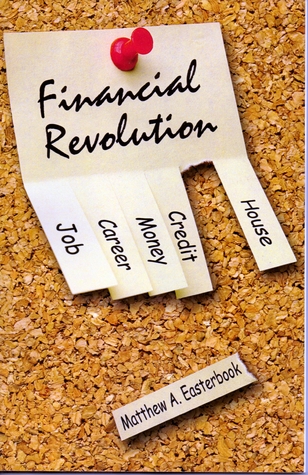 Financial
Revolution
Job
Career
Money
Credit
House
Matthew A. Easterbook